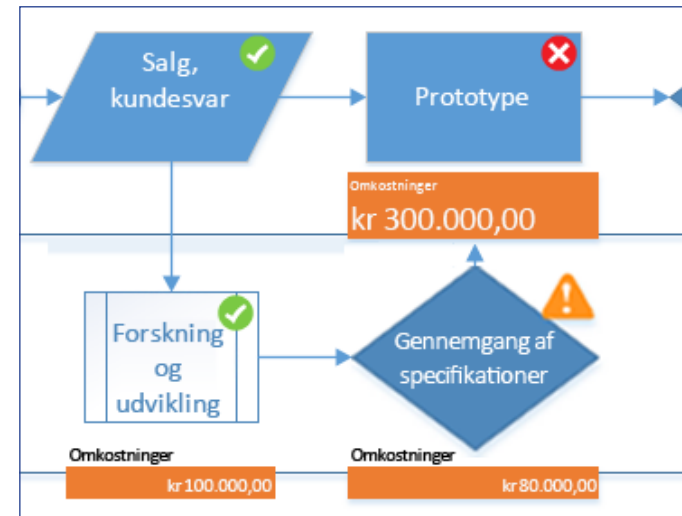 Salg,
kundesvar
Prototype
Omkostninger
kr 300.000,00
Forskning
og
udvikling
Gennemgang af
specifikationer
Omkostninger
kr 100.000,00
Omkostninger
kr 80.000,00